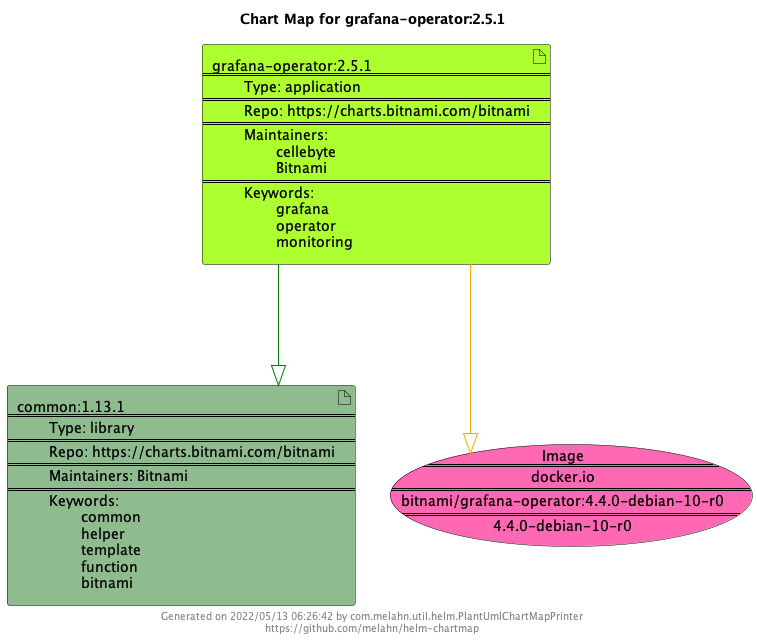 Chart Map for grafana-operator:2.5.1
grafana-operator:2.5.1
Type: application
Repo: https://charts.bitnami.com/bitnami
Maintainers:
cellebyte
Bitnami
Keywords:
grafana
operator
monitoring
common:1.13.1
Type: library
Repo: https://charts.bitnami.com/bitnami
Maintainers: Bitnami
Keywords:
common
helper
template
function
bitnami
Image
docker.io
bitnami/grafana-operator:4.4.0-debian-10-r0
4.4.0-debian-10-r0
Generated on 2022/05/13 06:26:42 by com.melahn.util.helm.PlantUmlChartMapPrinter
https://github.com/melahn/helm-chartmap